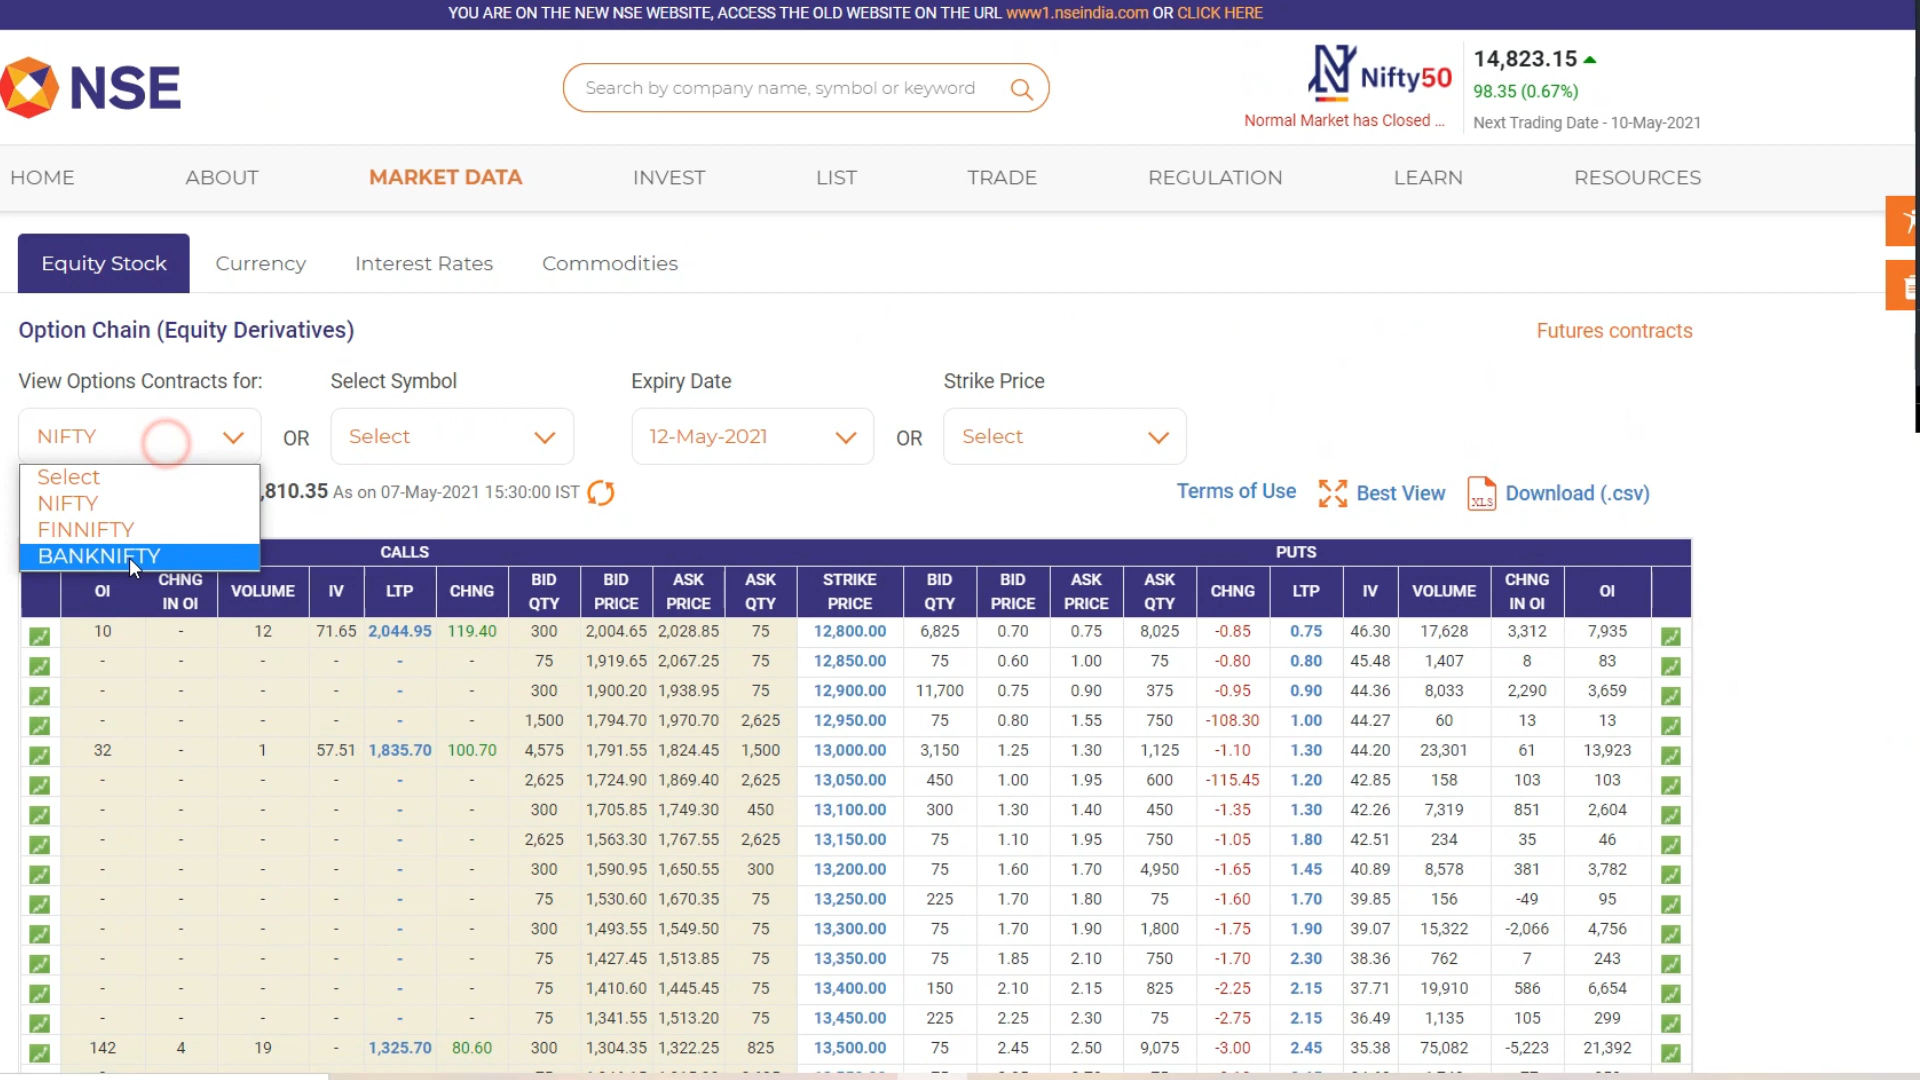 YOU ARE ON THE NEW NSE WEBSITE, ACCESS THE OLD WEBSITE ON THE URL www1.nseindia.com OR CLICK HERE
NSE
Search by company name, symbol or keyword
Nifty50
14,823.15
98.35 (0.67%)
Normal Market has Closed ...
Next Trading Date - 10-May-2021
HOME ABOUT MARKET DATA INVEST LIST TRADE REGULATION LEARN RESOURCES
Equity Stock Currency Interest Rates Commodities
Option Chain (Equity Derivatives) Futures contracts
View Options Contracts for: Select Symbol Expiry Date Strike Price
NIFTY OR Select 12-May-2021 OR Select
Select
NIFTY
FINNIFTY
BANKNIFTY
,810.35 As on 07-May-2021 15:30:00 IST Terms of Use Best View XLS Download (.csv)
CALLS PUTS
OI CHNG IN OI VOLUME IV LTP CHNG BID QTY BID PRICE ASK PRICE ASK QTY STRIKE PRICE BID QTY BID PRICE ASK PRICE ASK QTY CHNG LTP IV VOLUME CHNG IN OI OI
10 - 12 71.65 2,044.95 119.40 300 2,004.65 2,028.85 75 12,800.00 6,825 0.70 0.75 8,025 -0.85 0.75 46.30 17,628 3,312 7,935
- - - - - - 75 1,919.65 2,067.25 75 12,850.00 75 0.60 1.00 75 -0.80 0.80 45.48 1,407 8 83
- - - - - - 300 1,900.20 1,938.95 75 12,900.00 11,700 0.75 0.90 375 -0.95 0.90 44.36 8,033 2,290 3,659
- - - - - - 1,500 1,794.70 1,970.70 2,625 12,950.00 75 0.80 1.55 750 -108.30 1.00 44.27 60 13 13
32 - 1 57.51 1,835.70 100.70 4,575 1,791.55 1,824.45 1,500 13,000.00 3,150 1.25 1.30 1,125 -1.10 1.30 44.20 23,301 61 13,923
- - - - - - 2,625 1,724.90 1,869.40 2,625 13,050.00 450 1.00 1.95 600 -115.45 1.20 42.85 158 103 103
- - - - - - 300 1,705.85 1,749.30 450 13,100.00 300 1.30 1.40 450 -1.35 1.30 42.26 7,319 851 2,604
- - - - - - 2,625 1,563.30 1,767.55 2,625 13,150.00 75 1.10 1.95 750 -1.05 1.80 42.51 234 35 46
- - - - - - 300 1,590.95 1,650.55 300 13,200.00 75 1.60 1.70 4,950 -1.65 1.45 40.89 8,578 381 3,782
- - - - - - 75 1,530.60 1,670.35 75 13,250.00 225 1.70 1.80 75 -1.60 1.70 39.85 156 -49 95
- - - - - - 300 1,493.55 1,549.50 75 13,300.00 75 1.70 1.90 1,800 -1.75 1.90 39.07 15,322 -2,066 4,756
- - - - - - 75 1,427.45 1,513.85 75 13,350.00 75 1.85 2.10 750 -1.70 2.30 38.36 762 7 243
- - - - - - 75 1,410.60 1,445.45 75 13,400.00 150 2.10 2.15 825 -2.25 2.15 37.71 19,910 586 6,654
- - - - - - 75 1,341.55 1,513.20 75 13,450.00 225 2.25 2.30 75 -2.75 2.15 36.49 1,135 105 299
142 4 19 - 1,325.70 80.60 300 1,304.35 1,322.25 825 13,500.00 75 2.45 2.50 9,075 -3.00 2.45 35.38 75,082 -5,223 21,392